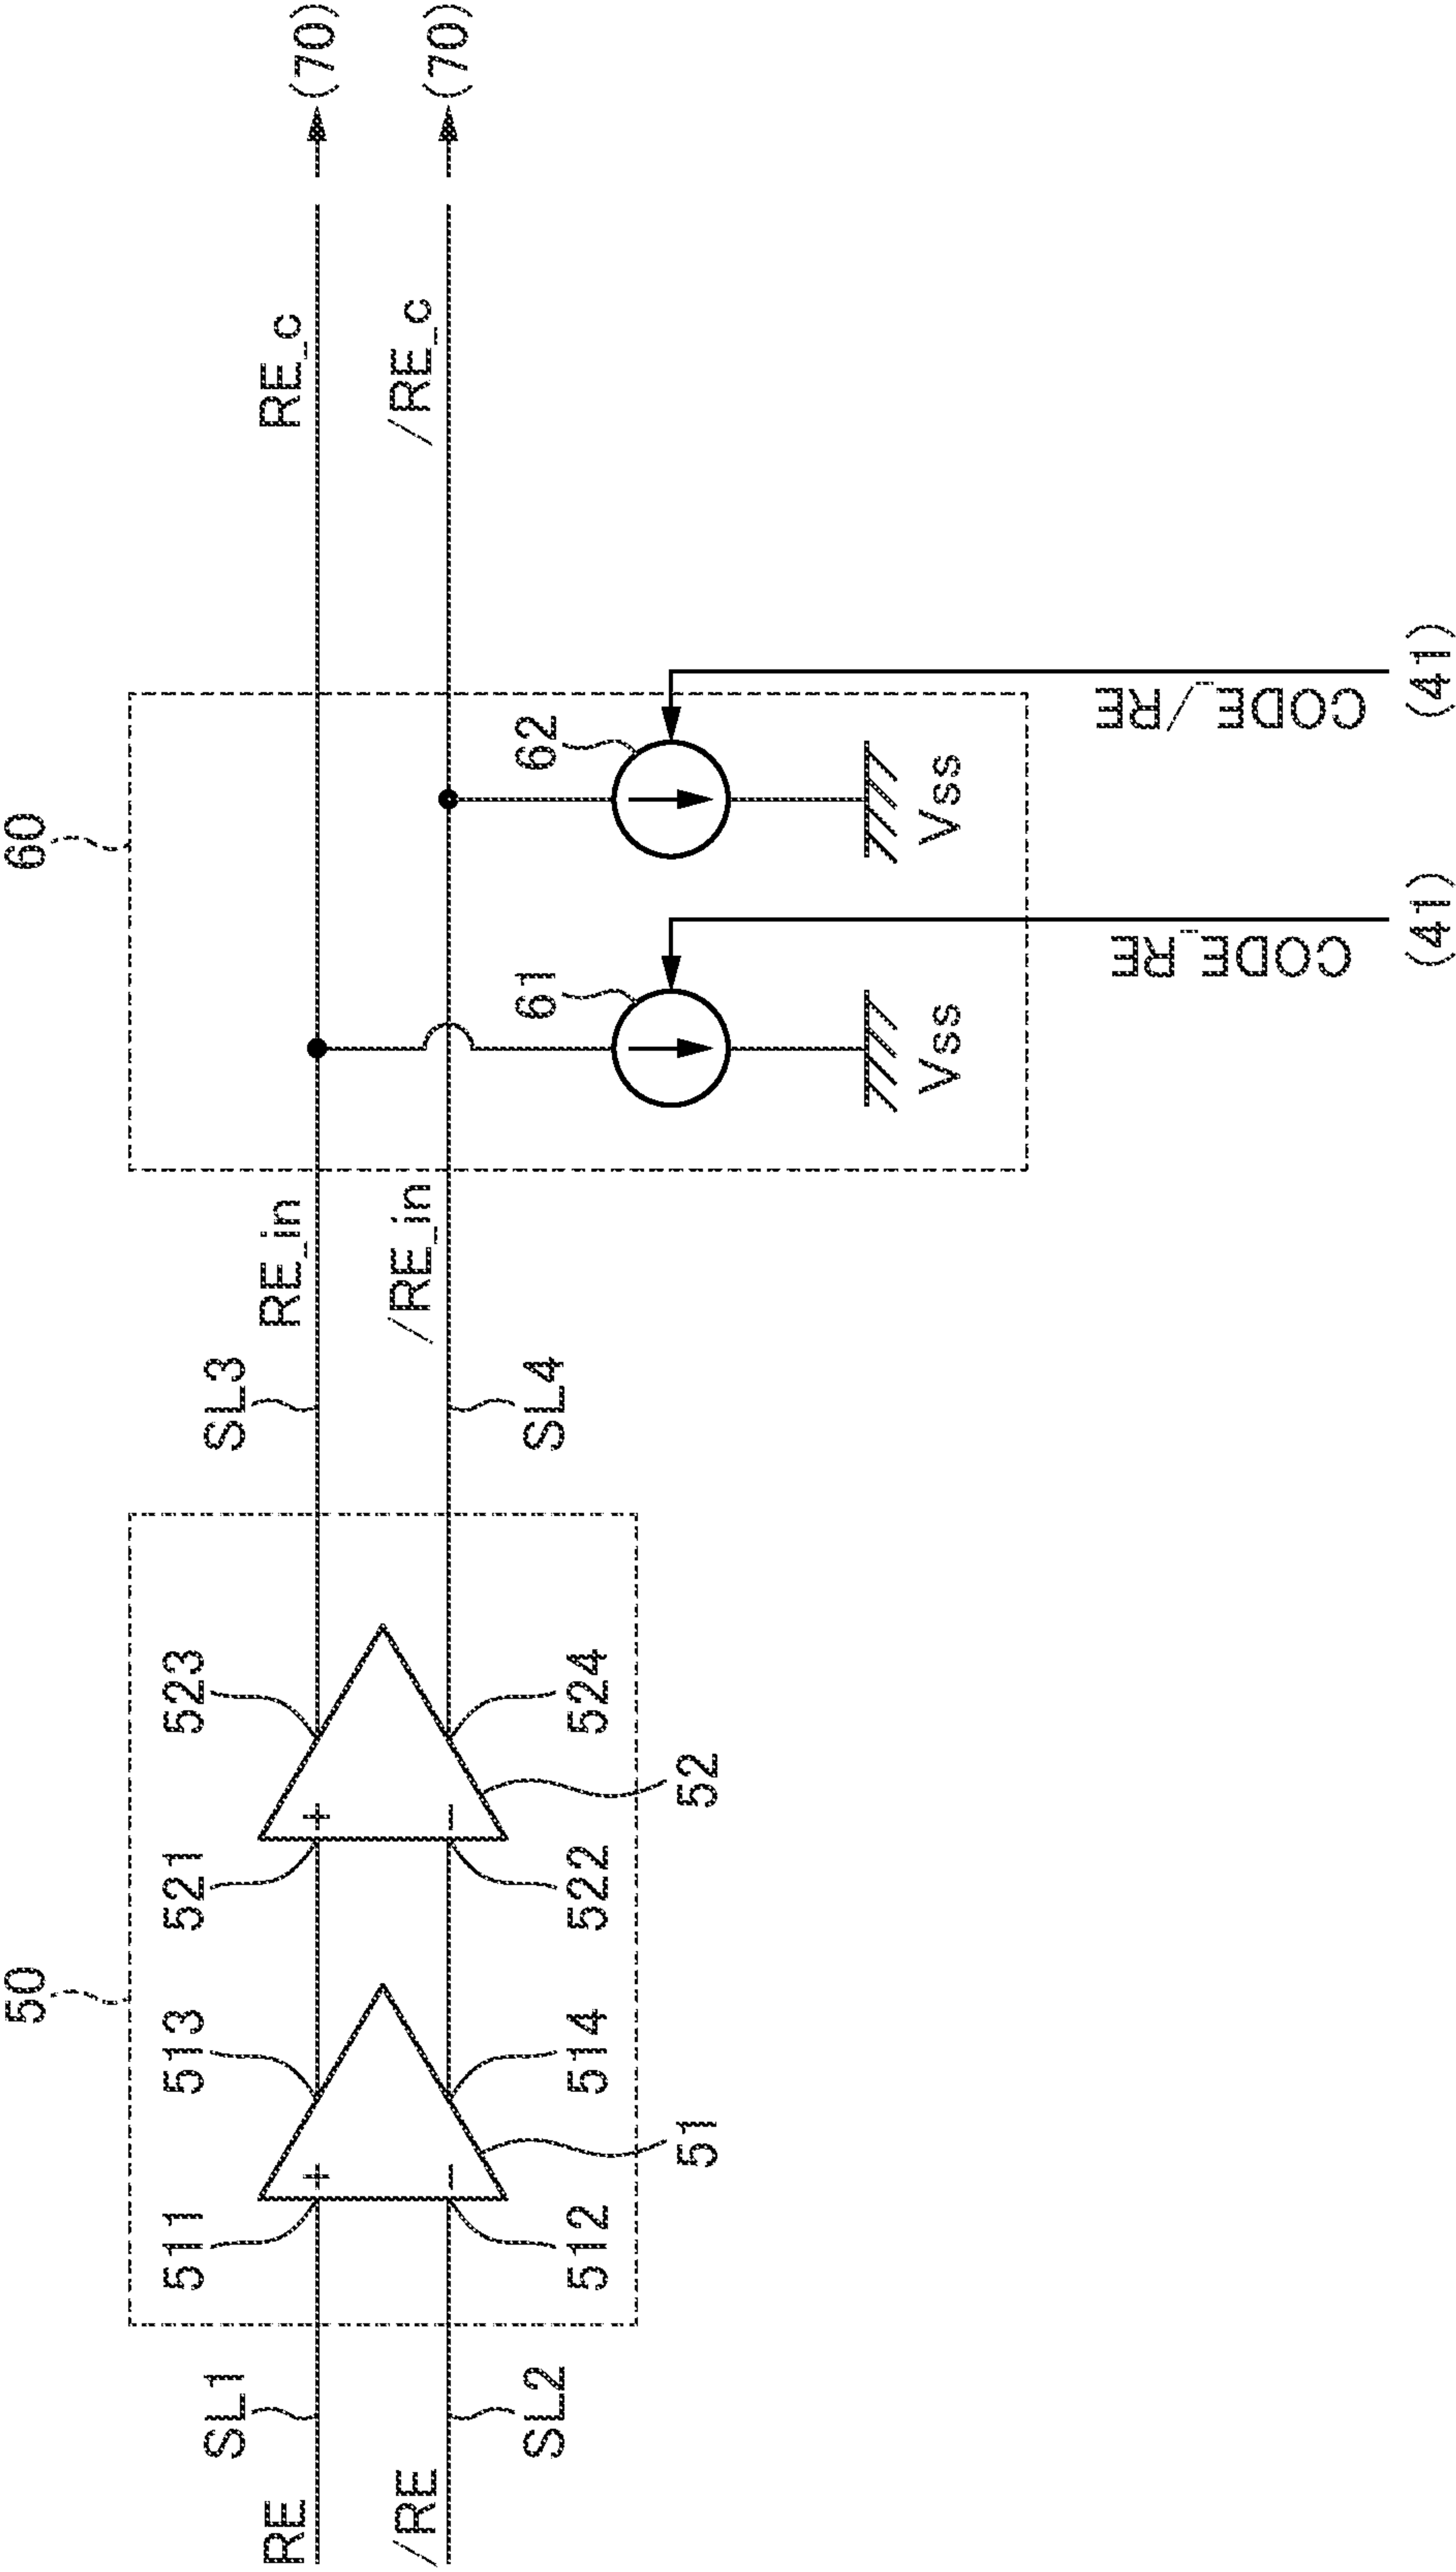 50
60
511
513
521
523
SL1
SL3
RE
+
+
RE_in
RE_c
(70)
/RE
−
−
/RE_in
/RE_c
(70)
SL2
SL4
512
514
522
524
61
62
51
52
Vss
Vss
CODE_RE
CODE_/RE
(41)
(41)